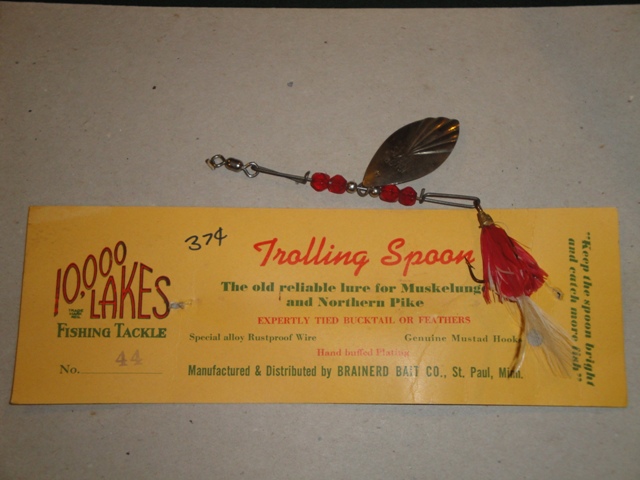 10,000
LAKES
FISHING TACKLE
No. 44
374
Trolling Spoon
The old reliable lure for Muskelunge
and Northern Pike
EXPERTLY TIED BUCKTAIL OR FEATHERS
Special alloy Rustproof Wire Genuine Mustad Hooks
Hand buffed Plating
Manufactured & Distributed by BRAINERD BAIT CO., St. Paul, Minn.
"Keep the spoon bright
and catch more fish"